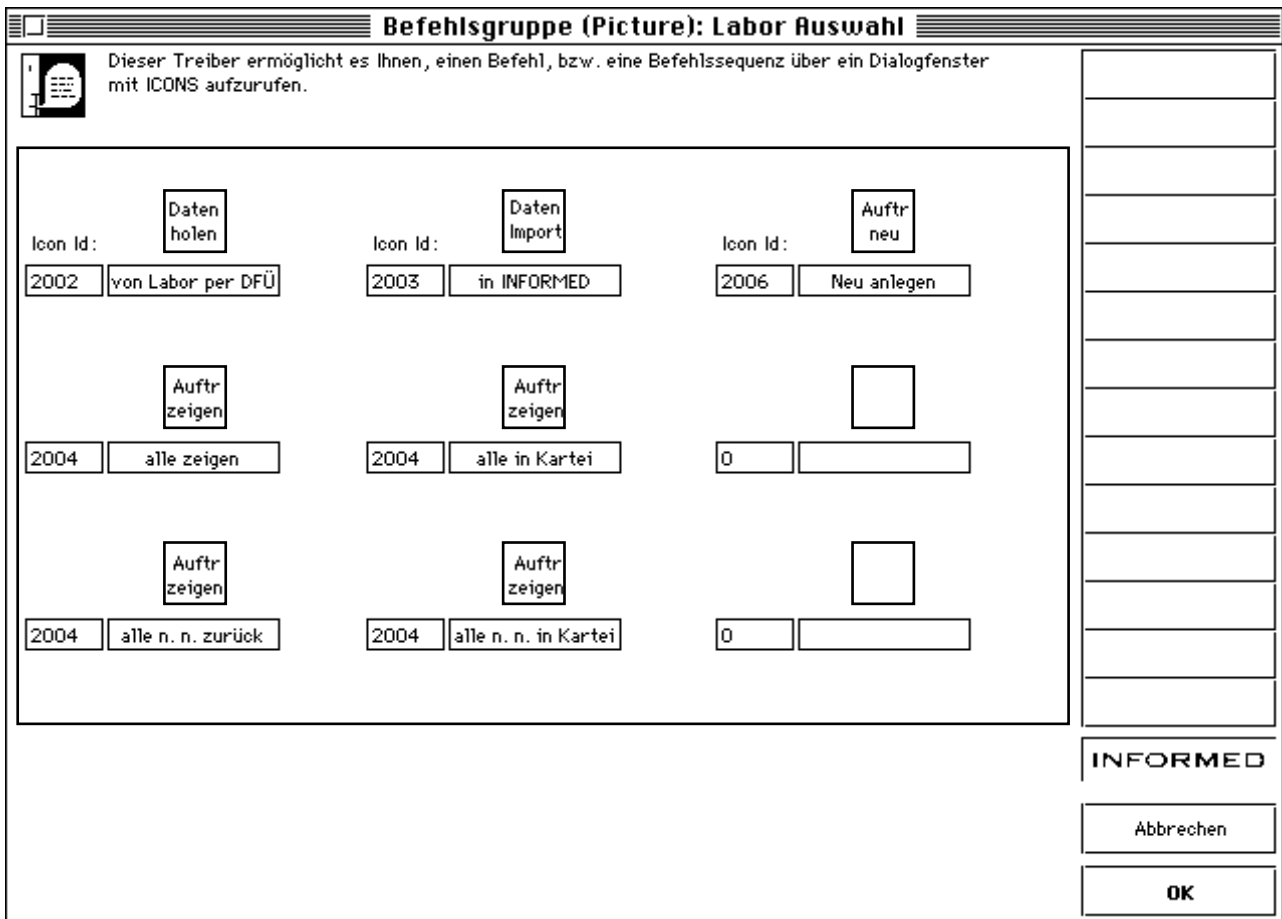 Befehlsgruppe (Picture): Labor Auswahl
Dieser Treiber ermöglicht es Ihnen, einen Befehl, bzw. eine Befehlssequenz über ein Dialogfenster
mit ICONS aufzurufen.
Daten
holen
Daten
Import
Auftr
neu
Icon Id:
Icon Id:
Icon Id:
2002 von Labor per DFÜ 2003 in INFORMED 2006 Neu anlegen
Auftr
zeigen
Auftr
zeigen
2004 alle zeigen 2004 alle in Kartei 0
Auftr
zeigen
Auftr
zeigen
2004 alle n. n. zurück 2004 alle n. n. in Kartei 0
INFORMED
Abbrechen
OK